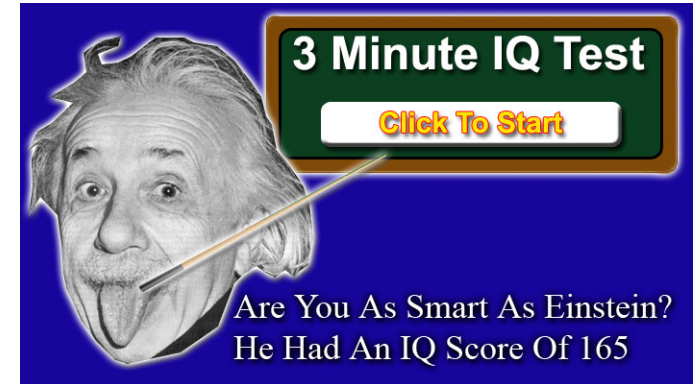 3 Minute IQ Test
Click To Start
Are You As Smart As Einstein?
He Had An IQ Score Of 165